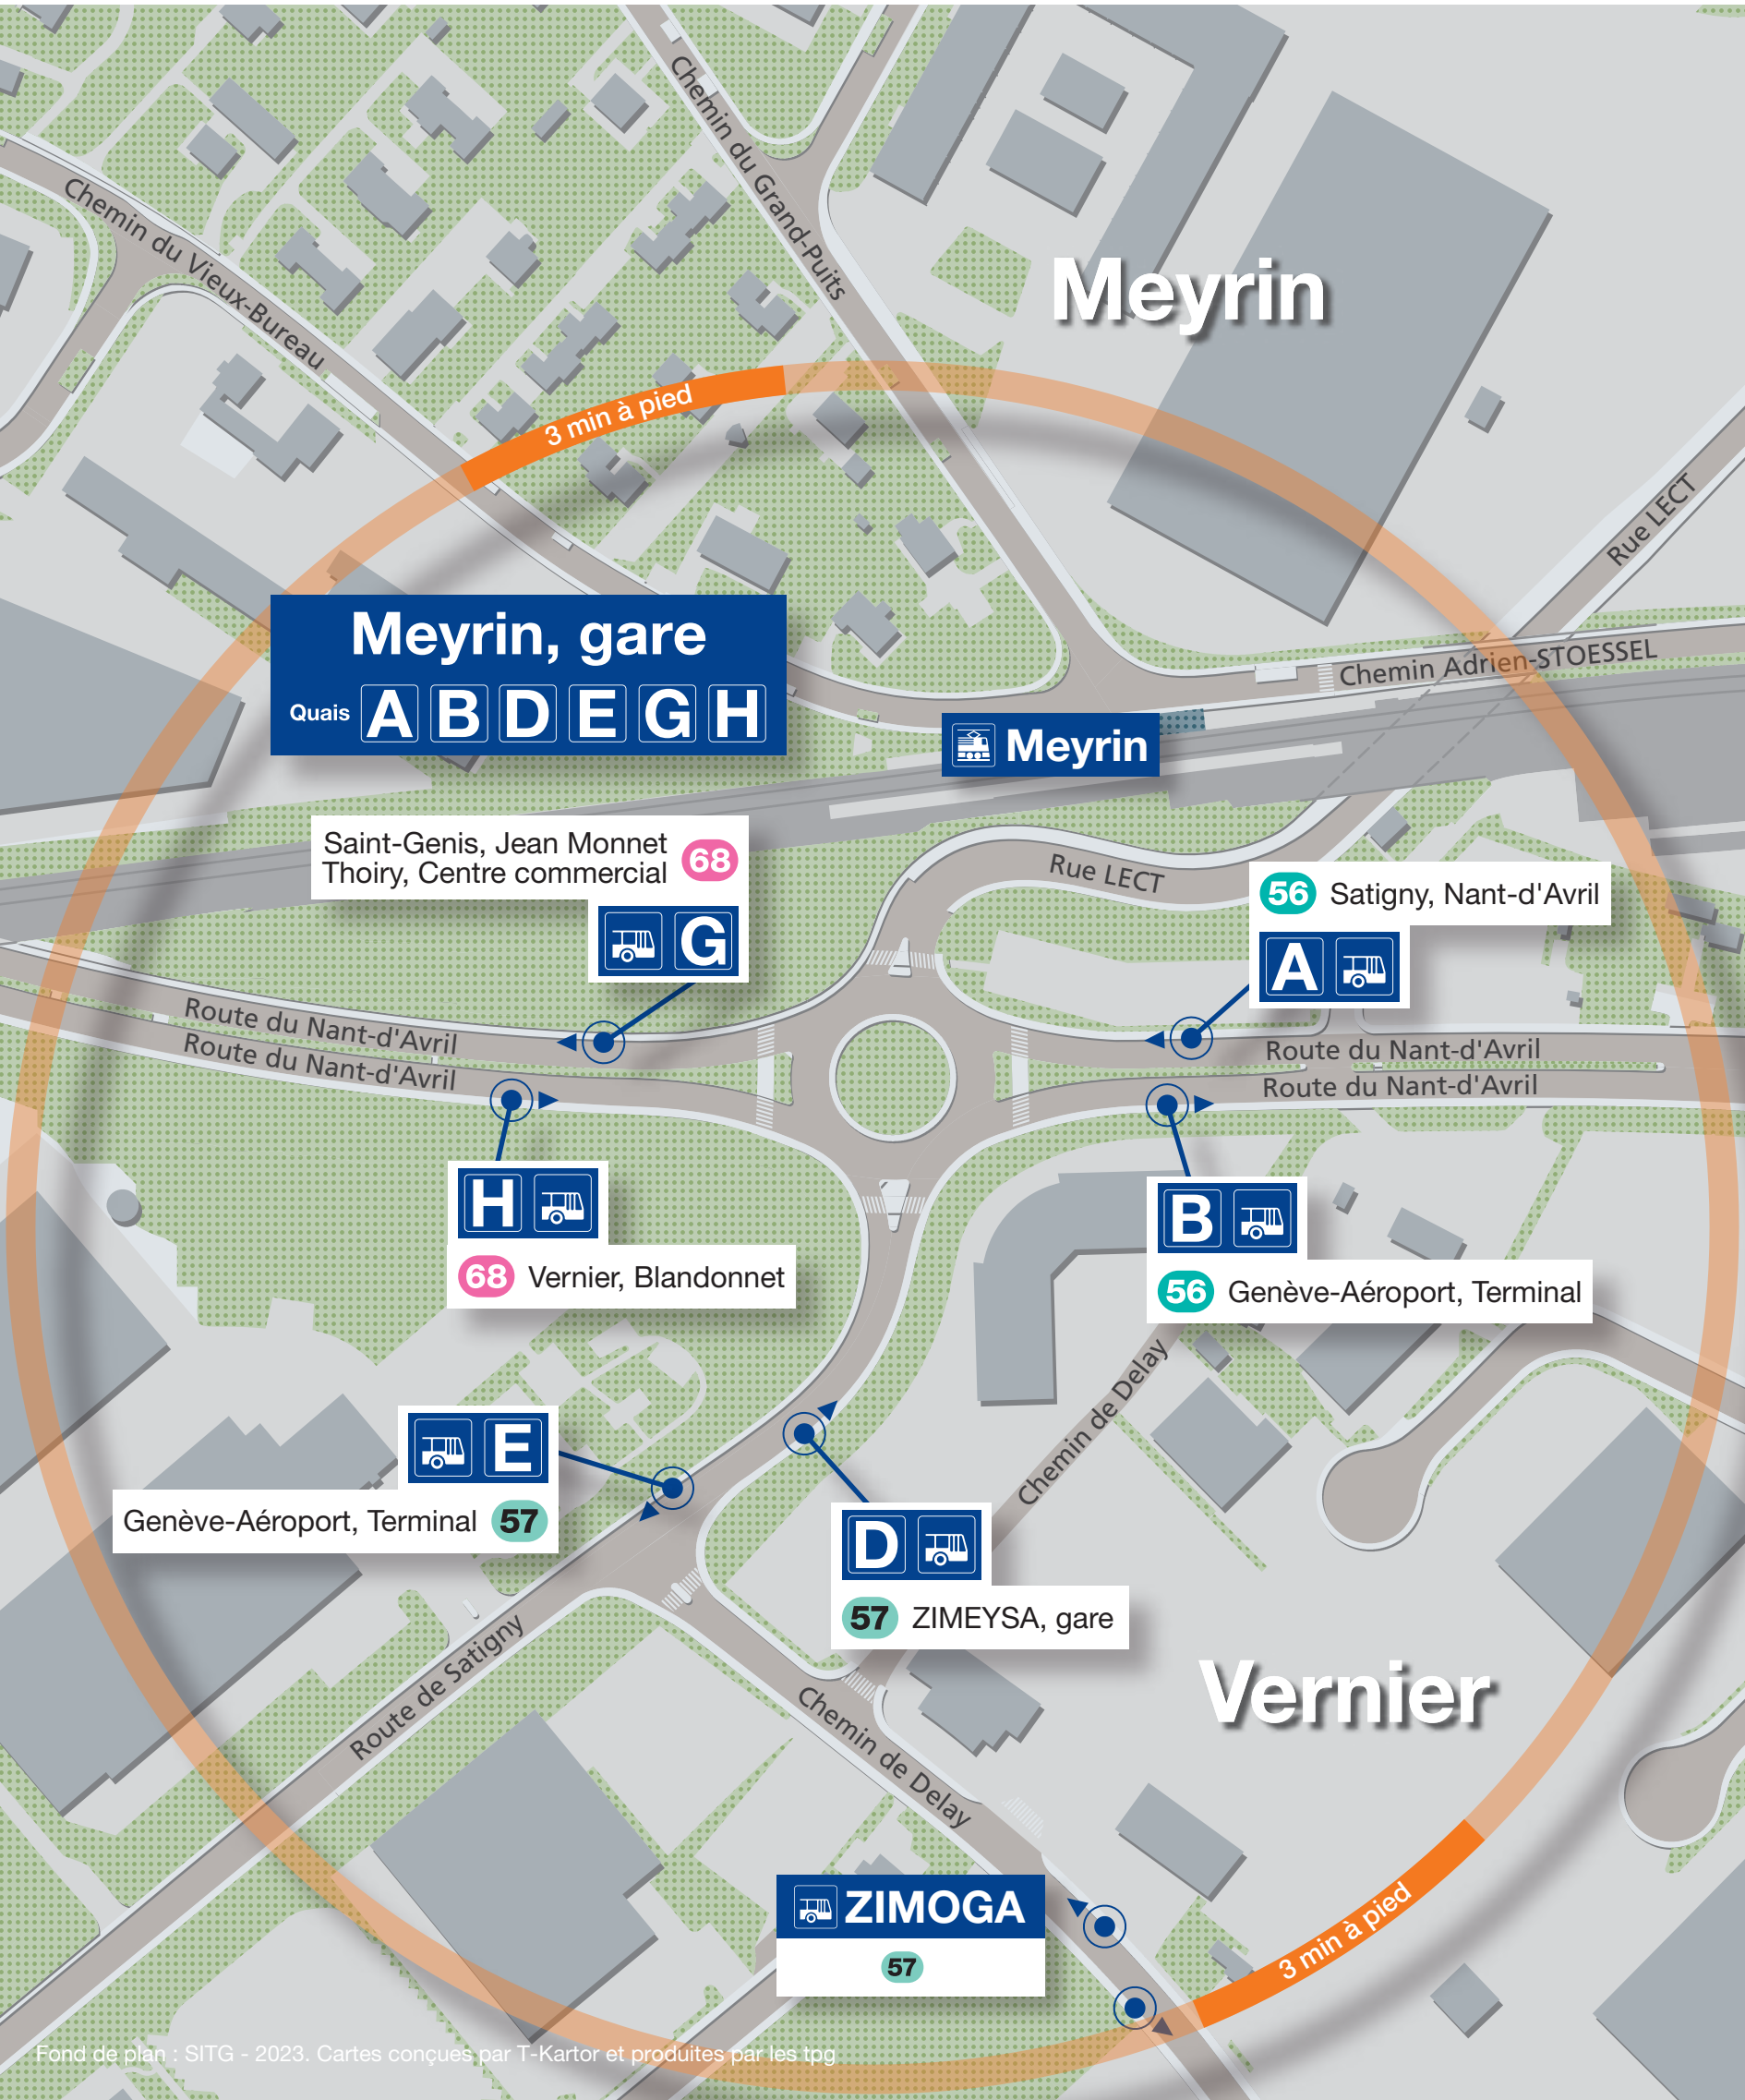 Chemin du Grand-Puits
Chemin du Vieux-Bureau
Meyrin
3 min à pied
Rue LECT
Meyrin, gare
Quais A B D E G H
Chemin Adrien-STOESSEL
Meyrin
Saint-Genis, Jean Monnet
Thoiry, Centre commercial
68
G
Rue LECT
56 Satigny, Nant-d'Avril
A
Route du Nant-d'Avril
Route du Nant-d'Avril
Route du Nant-d'Avril
Route du Nant-d'Avril
H
68 Vernier, Blandonnet
B
56 Genève-Aéroport, Terminal
Chemin de Delay
E
Genève-Aéroport, Terminal 57
D
57 ZIMEYSA, gare
Route de Satigny
Vernier
Chemin de Delay
ZIMOGA
57
3 min à pied
Fond de plan : SITG - 2023. Cartes conçues par T-Kartor et produites par les tpg